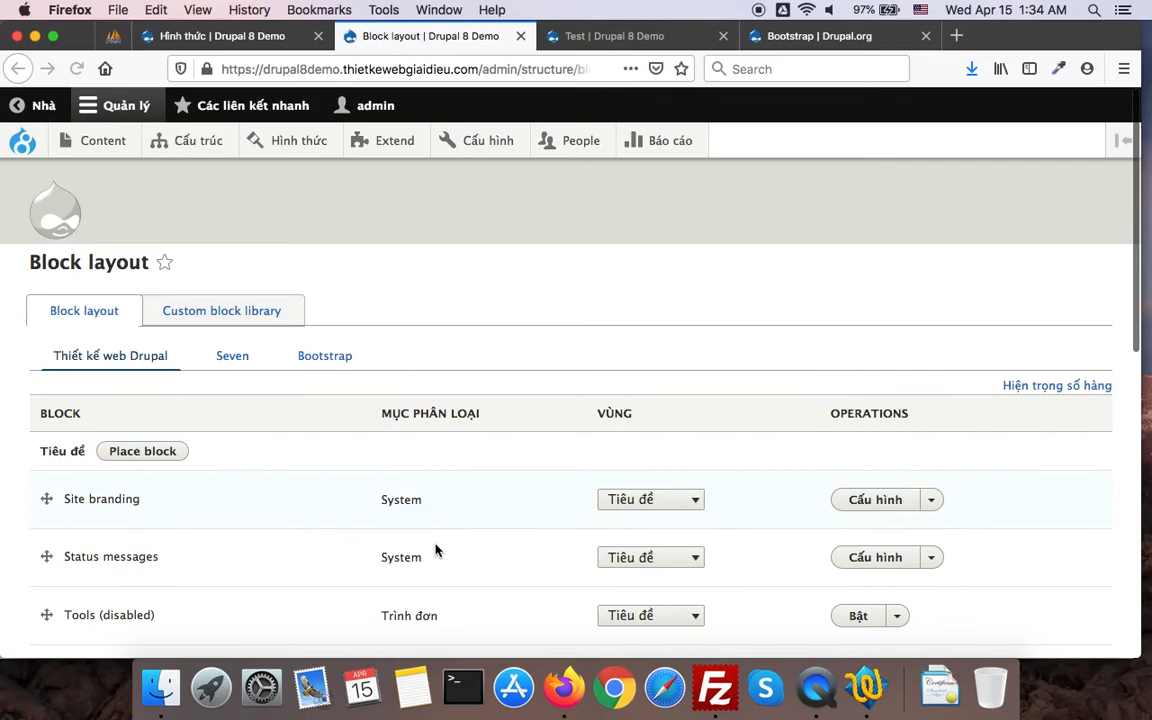 Firefox File Edit View History Bookmarks Tools Window Help 97% Wed Apr 15 1:34 AM
Hình thức | Drupal 8 Demo Block layout | Drupal 8 Demo Test | Drupal 8 Demo Bootstrap | Drupal.org
https://drupal8demo.thietkewebgiaidieu.com/admin/structure/bl Search
Nhà Quản lý Các liên kết nhanh admin
Content Cấu trúc Hình thức Extend Cấu hình People Báo cáo
Block layout
Block layout Custom block library
Thiết kế web Drupal Seven Bootstrap
Hiện trọng số hàng
BLOCK MỤC PHÂN LOẠI VÙNG OPERATIONS
Tiêu đề Place block
Site branding System Tiêu đề Cấu hình
Status messages System Tiêu đề Cấu hình
Tools (disabled) Trình đơn Tiêu đề Bật
APR
15